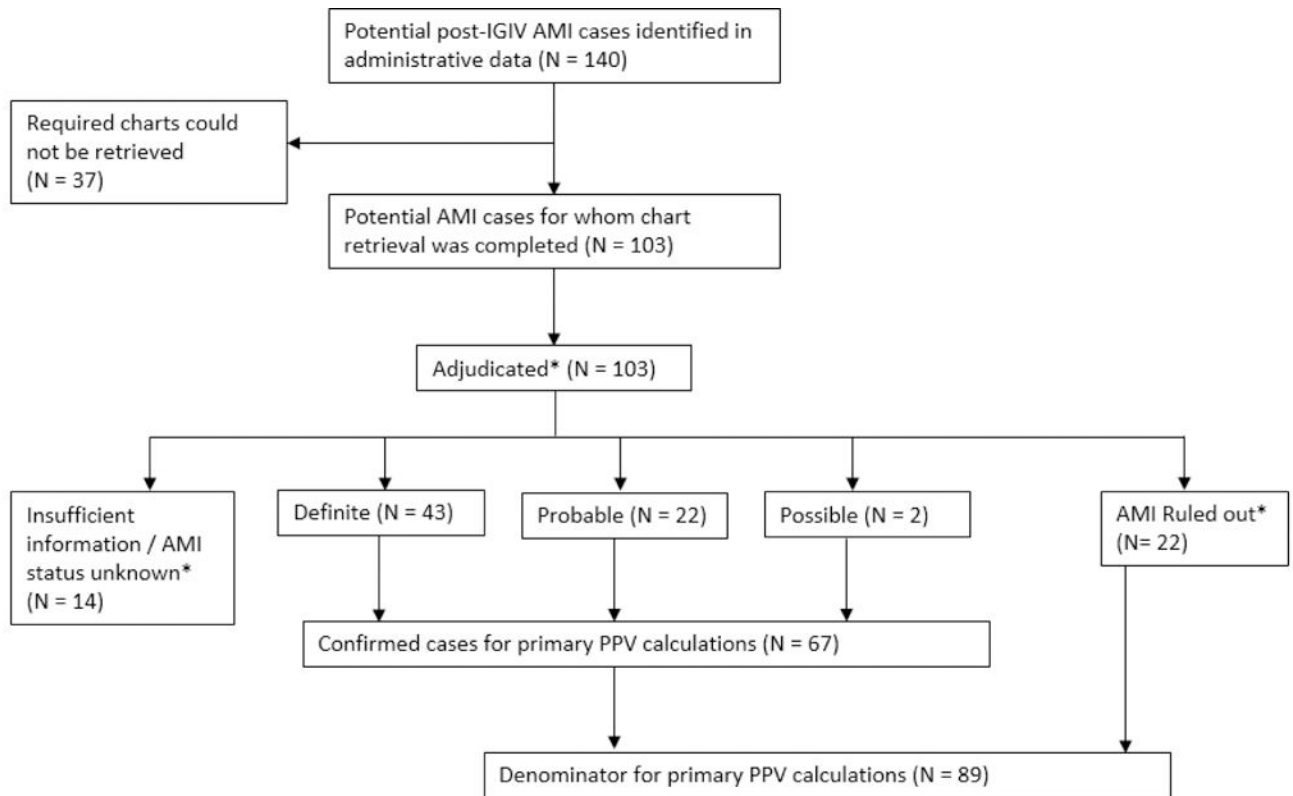 Potential post-IGIV AMI cases identified in
administrative data (N = 140)
Required charts could
not be retrieved
(N = 37)
Potential AMI cases for whom chart
retrieval was completed (N = 103)
Adjudicated* (N = 103)
Insufficient
information / AMI
status unknown*
(N = 14)
Definite (N = 43)
Probable (N = 22)
Possible (N = 2)
AMI Ruled out*
(N= 22)
Confirmed cases for primary PPV calculations (N = 67)
Denominator for primary PPV calculations (N = 89)